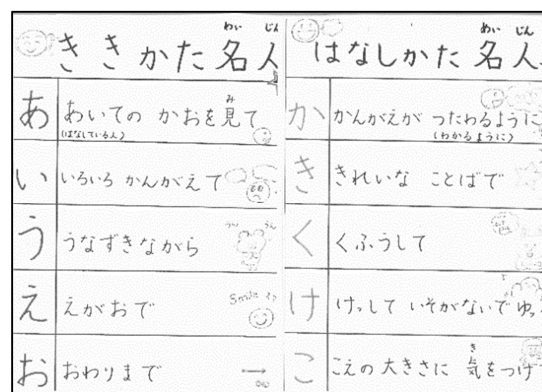 ききかた名人
めいじん
あ あいての かおを見て
み
(はなしている人)
い いろいろ かんがえて
う うなずきながら
うん うん
え えがおで
Smile
お おわりまで
はなしかた名人
めいじん
か かんがえが つたわるように
(わかるように)
き きれいな ことばで
く くふうして
け けっして いそがないで ゆっ
こ こえの 大きさに 気をつけ
き